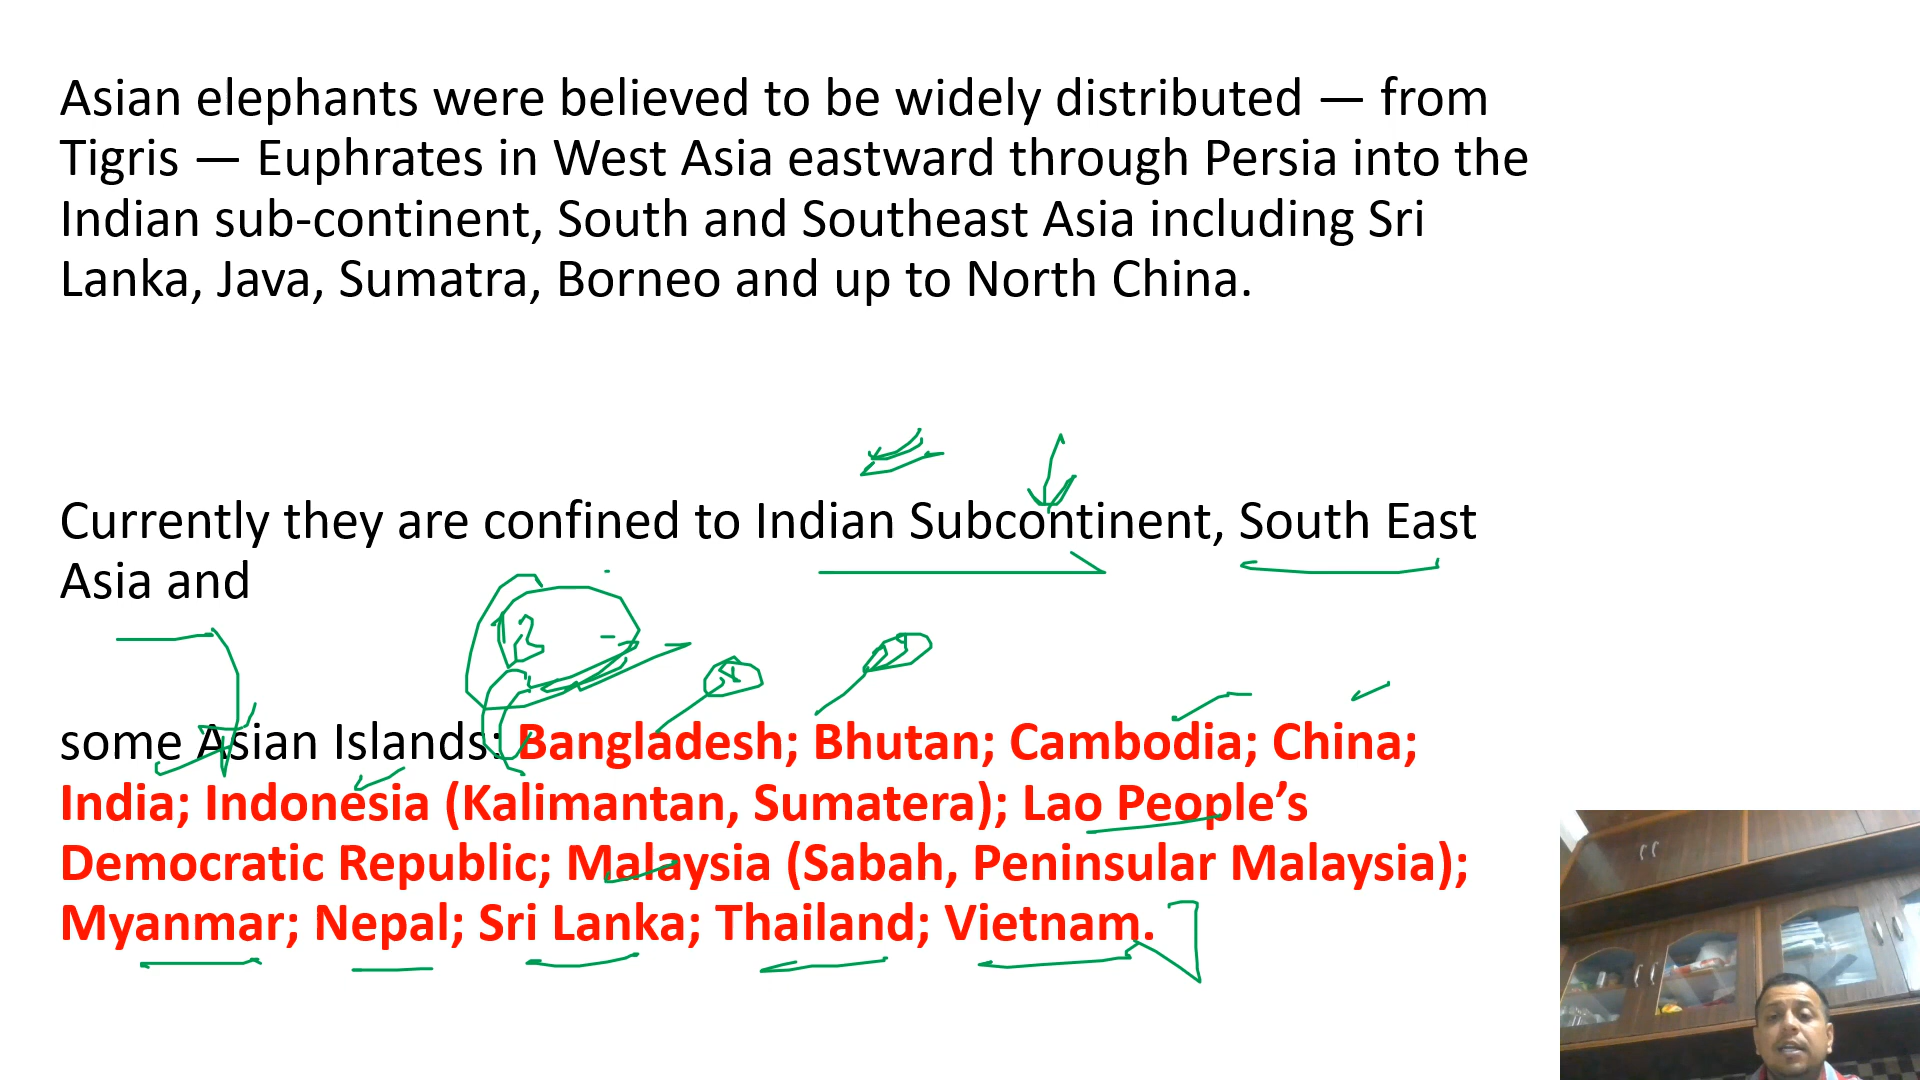 Asian elephants were believed to be widely distributed — from
Tigris — Euphrates in West Asia eastward through Persia into the
Indian sub-continent, South and Southeast Asia including Sri
Lanka, Java, Sumatra, Borneo and up to North China.
Currently they are confined to Indian Subcontinent, South East
Asia and
some Asian Islands: Bangladesh; Bhutan; Cambodia; China;
India; Indonesia (Kalimantan, Sumatera); Lao People’s
Democratic Republic; Malaysia (Sabah, Peninsular Malaysia);
Myanmar; Nepal; Sri Lanka; Thailand; Vietnam.